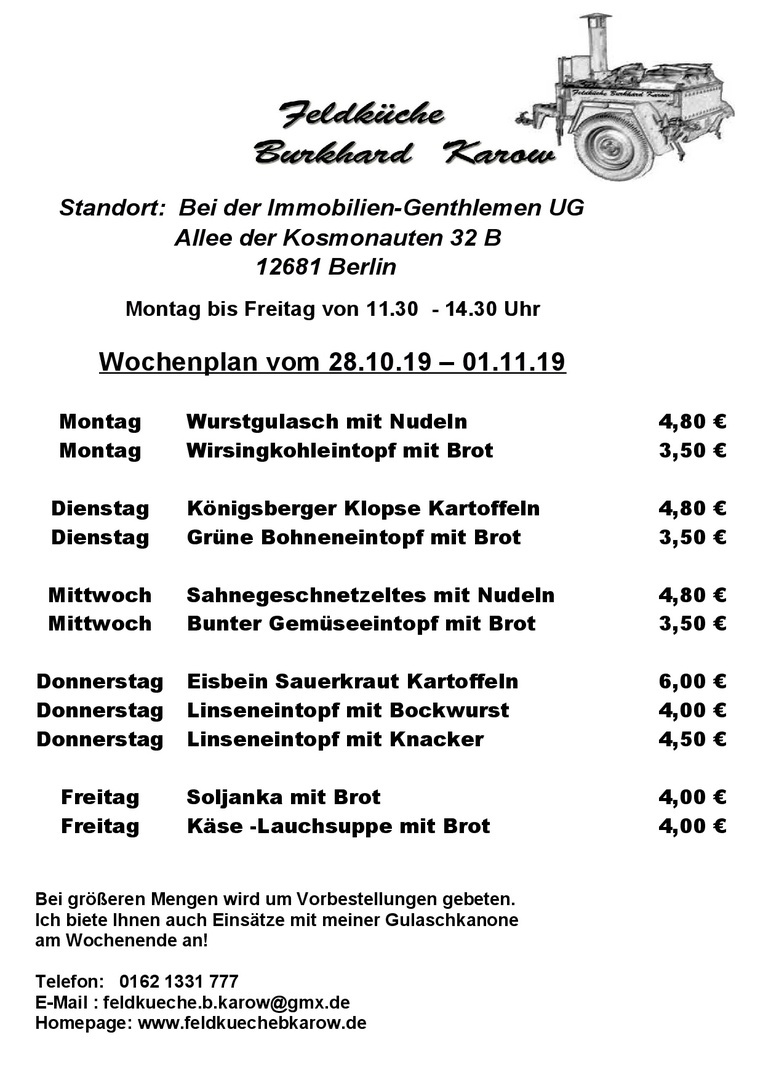 Feldküche Burkhard Karow
Feldküche
Burkhard Karow
Standort: Bei der Immobilien-Genthlemen UG
Allee der Kosmonauten 32 B
12681 Berlin
Montag bis Freitag von 11.30 - 14.30 Uhr
Wochenplan vom 28.10.19 – 01.11.19
Montag Wurstgulasch mit Nudeln 4,80 €
Montag Wirsingkohleintopf mit Brot 3,50 €
Dienstag Königsberger Klopse Kartoffeln 4,80 €
Dienstag Grüne Bohneneintopf mit Brot 3,50 €
Mittwoch Sahnegeschnetzeltes mit Nudeln 4,80 €
Mittwoch Bunter Gemüseeintopf mit Brot 3,50 €
Donnerstag Eisbein Sauerkraut Kartoffeln 6,00 €
Donnerstag Linseneintopf mit Bockwurst 4,00 €
Donnerstag Linseneintopf mit Knacker 4,50 €
Freitag Soljanka mit Brot 4,00 €
Freitag Käse -Lauchsuppe mit Brot 4,00 €
Bei größeren Mengen wird um Vorbestellungen gebeten.
Ich biete Ihnen auch Einsätze mit meiner Gulaschkanone
am Wochenende an!
Telefon: 0162 1331 777
E-Mail : feldkueche.b.karow@gmx.de
Homepage: www.feldkuechebkarow.de